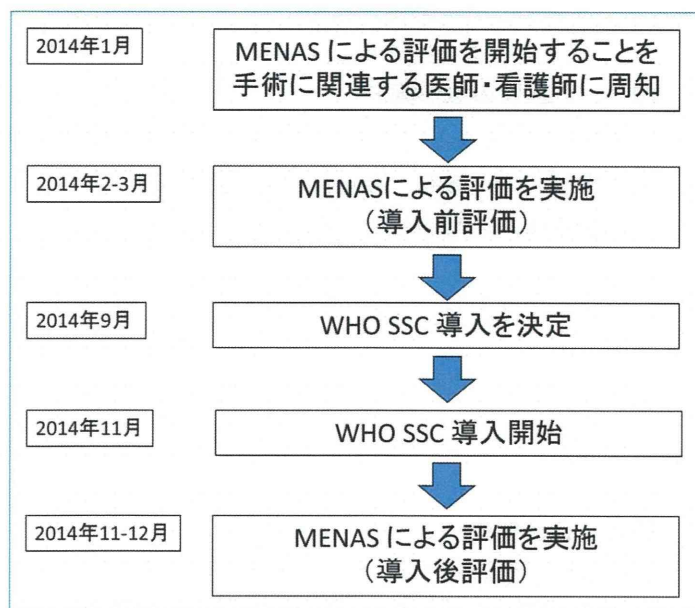 2014年1月
MENAS による評価を開始することを
手術に関連する医師・看護師に周知
2014年2-3月
MENASによる評価を実施
（導入前評価）
2014年9月
WHO SSC 導入を決定
2014年11月
WHO SSC 導入開始
2014年11-12月
MENAS による評価を実施
（導入後評価）